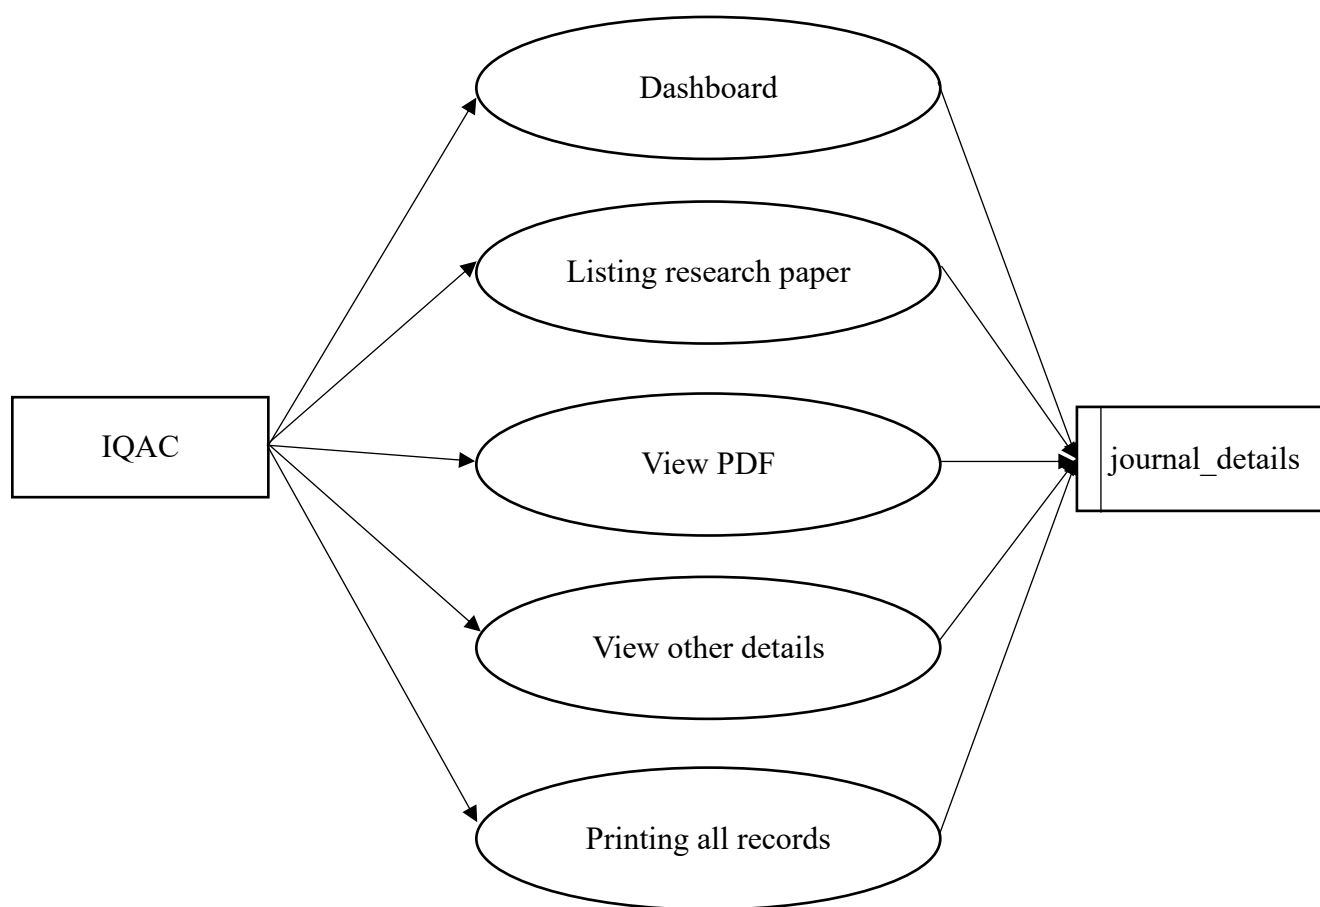 Dashboard
Listing research paper
IQAC
View PDF
journal_details
View other details
Printing all records